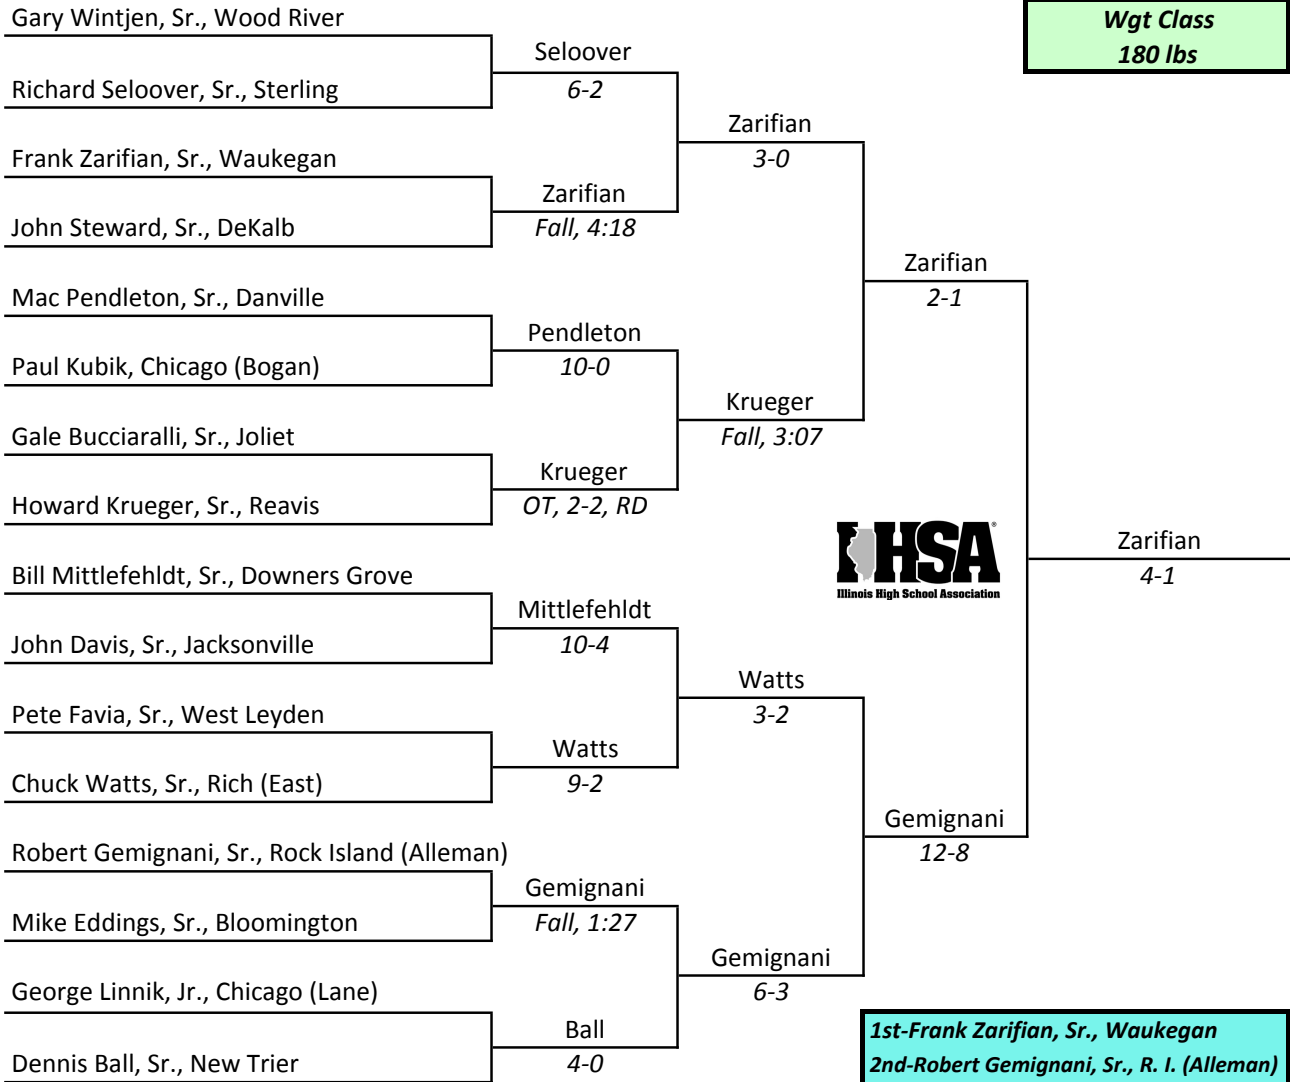 Gary Wintjen, Sr., Wood River
Wgt Class
180 lbs
Seloover
6-2
Richard Seloover, Sr., Sterling
Zarifian
3-0
Frank Zarifian, Sr., Waukegan
Zarifian
Fall, 4:18
John Steward, Sr., DeKalb
Zarifian
2-1
Mac Pendleton, Sr., Danville
Pendleton
10-0
Paul Kubik, Chicago (Bogan)
Krueger
Fall, 3:07
Gale Bucciaralli, Sr., Joliet
Krueger
OT, 2-2, RD
Howard Krueger, Sr., Reavis
IHSA®
Illinois High School Association
Zarifian
4-1
Bill Mittlefehldt, Sr., Downers Grove
Mittlefehldt
10-4
John Davis, Sr., Jacksonville
Watts
3-2
Pete Favia, Sr., West Leyden
Watts
9-2
Chuck Watts, Sr., Rich (East)
Gemignani
12-8
Robert Gemignani, Sr., Rock Island (Alleman)
Gemignani
Fall, 1:27
Mike Eddings, Sr., Bloomington
Gemignani
6-3
George Linnik, Jr., Chicago (Lane)
Ball
4-0
Dennis Ball, Sr., New Trier
1st-Frank Zarifian, Sr., Waukegan
2nd-Robert Gemignani, Sr., R. I. (Alleman)